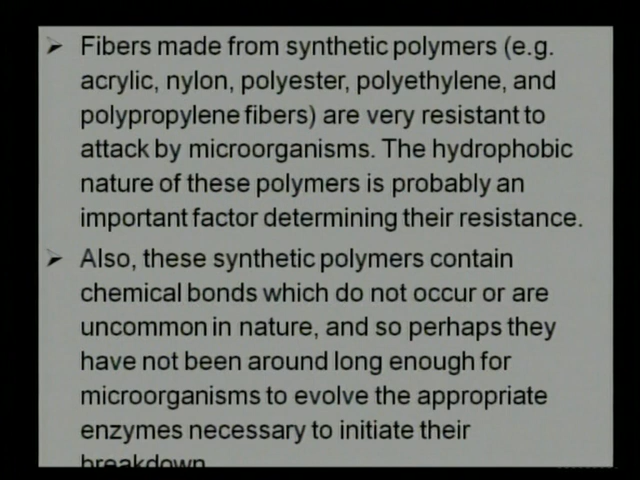 Fibers made from synthetic polymers (e.g.
acrylic, nylon, polyester, polyethylene, and
polypropylene fibers) are very resistant to
attack by microorganisms. The hydrophobic
nature of these polymers is probably an
important factor determining their resistance.
Also, these synthetic polymers contain
chemical bonds which do not occur or are
uncommon in nature, and so perhaps they
have not been around long enough for
microorganisms to evolve the appropriate
enzymes necessary to initiate their
breakdown